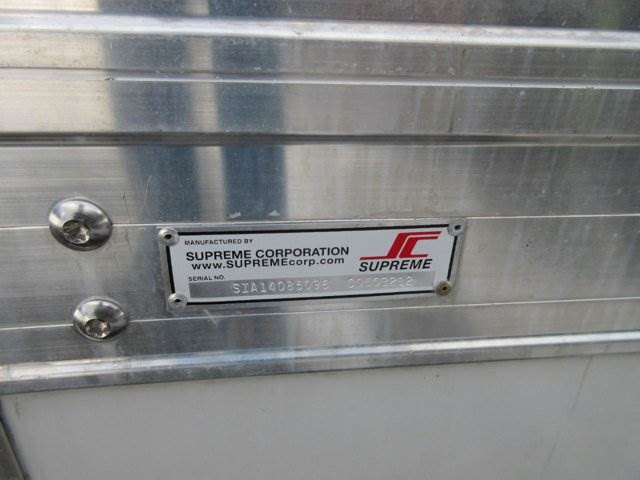 MANUFACTURED BY
SUPREME CORPORATION
www.SUPREMEcorp.com
SC
SUPREME
SERIAL NO.